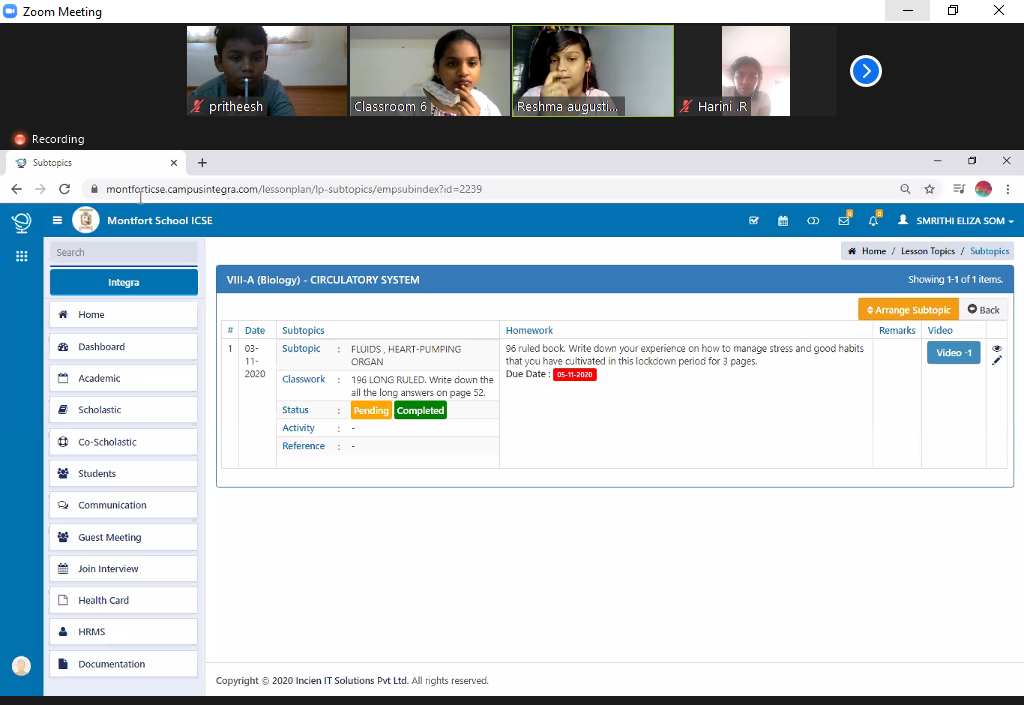 Zoom Meeting
pritheesh
Classroom 6
Reshma augusti...
Harini .R
Recording
Subtopics
montforticse.campusintegra.com/lessonplan/lp-subtopics/empsubindex?id=2239
Montfort School ICSE
SMRITHI ELIZA SOM
Search
Home / Lesson Topics / Subtopics
Integra
VIII-A (Biology) - CIRCULATORY SYSTEM
Showing 1-1 of 1 items.
Home
Dashboard
Academic
Scholastic
Co-Scholastic
Students
Communication
Guest Meeting
Join Interview
Health Card
HRMS
Documentation
Arrange Subtopic
Back
# Date Subtopics Homework Remarks Video
1 03-11-2020
Subtopic : FLUIDS , HEART-PUMPING
ORGAN
Classwork : 196 LONG RULED. Write down the
all the long answers on page 52.
Status : Pending Completed
Activity : -
Reference : -
96 ruled book. Write down your experience on how to manage stress and good habits
that you have cultivated in this lockdown period for 3 pages.
Due Date : 05-11-2020
Video -1
Copyright © 2020 Incien IT Solutions Pvt Ltd. All rights reserved.